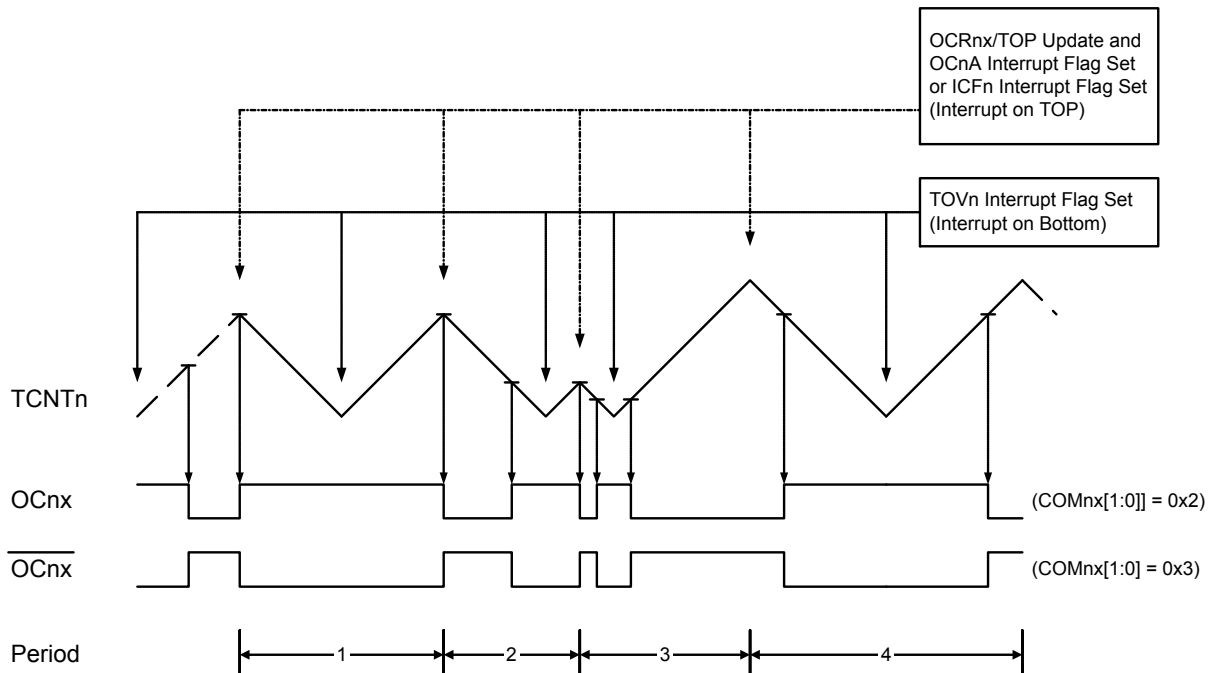 OCRnx/TOP Update and
OCnA Interrupt Flag Set
or ICFn Interrupt Flag Set
(Interrupt on TOP)
TOVn Interrupt Flag Set
(Interrupt on Bottom)
TCNTn
OCnx
(COMnx[1:0]] = 0x2)
OCnx
(COMnx[1:0] = 0x3)
Period
1
2
3
4